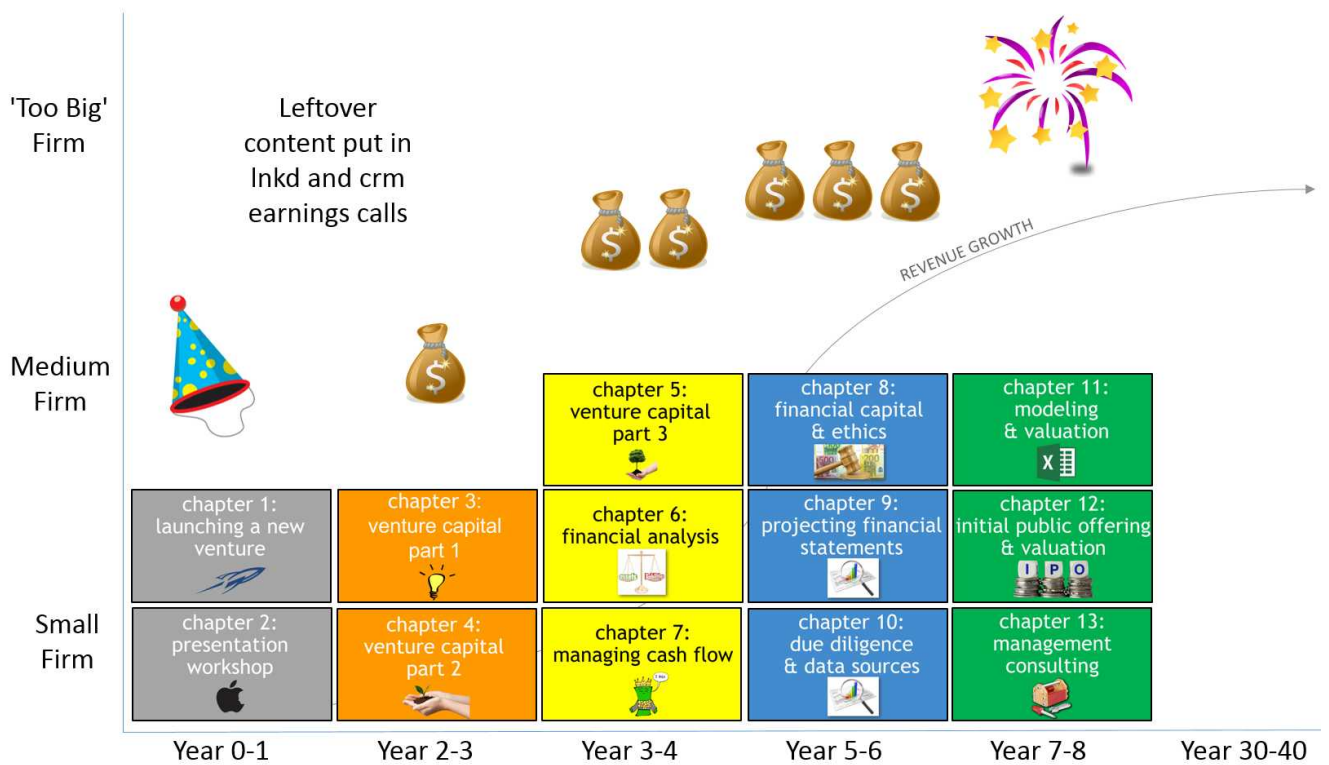 'Too Big'
Firm
Leftover
content put in
lnkd and crm
earnings calls
$
$
$
$
$
$
REVENUE GROWTH
Medium
Firm
chapter 5:
venture capital
part 3
chapter 8:
financial capital
& ethics
chapter 11:
modeling
& valuation
X
chapter 1:
launching a new
venture
chapter 3:
venture capital
part 1
chapter 6:
financial analysis
chapter 9:
projecting financial
statements
chapter 12:
initial public offering
& valuation
I P O
Small
Firm
chapter 2:
presentation
workshop
chapter 4:
venture capital
part 2
chapter 7:
managing cash flow
chapter 10:
due diligence
& data sources
chapter 13:
management
consulting
Year 0-1
Year 2-3
Year 3-4
Year 5-6
Year 7-8
Year 30-40